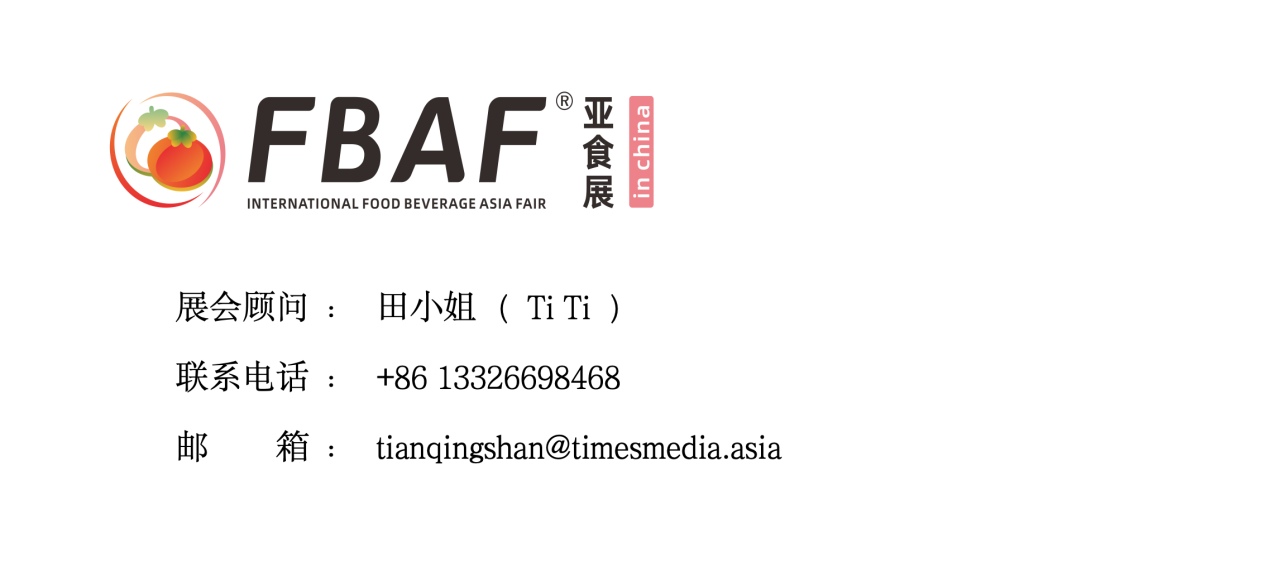 FBAF®
INTERNATIONAL FOOD BEVERAGE ASIA FAIR
亚食展
in china
展会顾问： 田小姐（ Ti Ti ）
联系电话： +86 13326698468
邮 箱： tianqingshan@timesmedia.asia